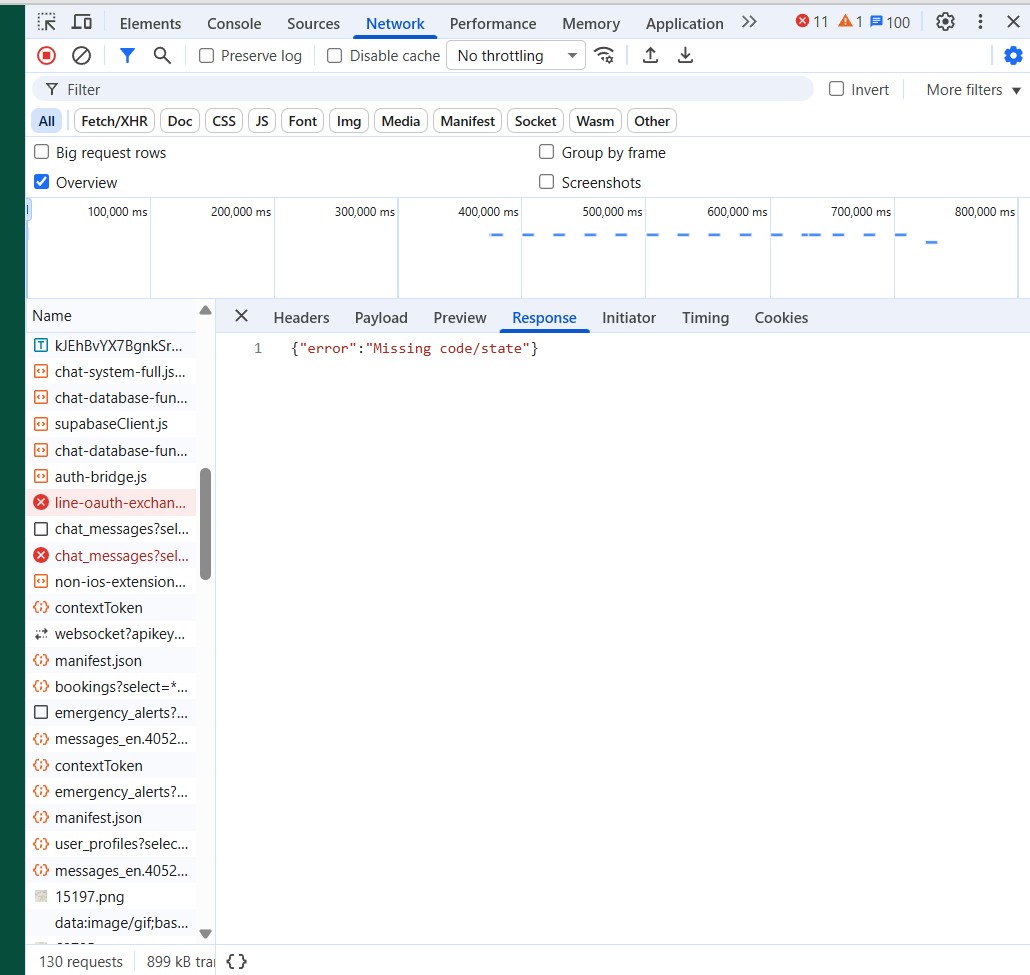 Elements Console Sources Network Performance Memory Application 11 1 100
Preserve log Disable cache No throttling
Filter Invert More filters
All Fetch/XHR Doc CSS JS Font Img Media Manifest Socket Wasm Other
Big request rows Group by frame
Overview Screenshots
100,000 ms 200,000 ms 300,000 ms 400,000 ms 500,000 ms 600,000 ms 700,000 ms 800,000 ms
Name
Headers Payload Preview Response Initiator Timing Cookies
1 {"error":"Missing code/state"}
kJEhBvYX7BgnkSr...
chat-system-full.js...
chat-database-fun...
supabaseClient.js
chat-database-fun...
auth-bridge.js
line-oauth-exchan...
chat_messages?sel...
chat_messages?sel...
non-ios-extension...
contextToken
websocket?apikey...
manifest.json
bookings?select=*...
emergency_alerts?...
messages_en.4052...
contextToken
emergency_alerts?...
manifest.json
user_profiles?selec...
messages_en.4052...
15197.png
data:image/gif;bas...
130 requests 899 kB tra